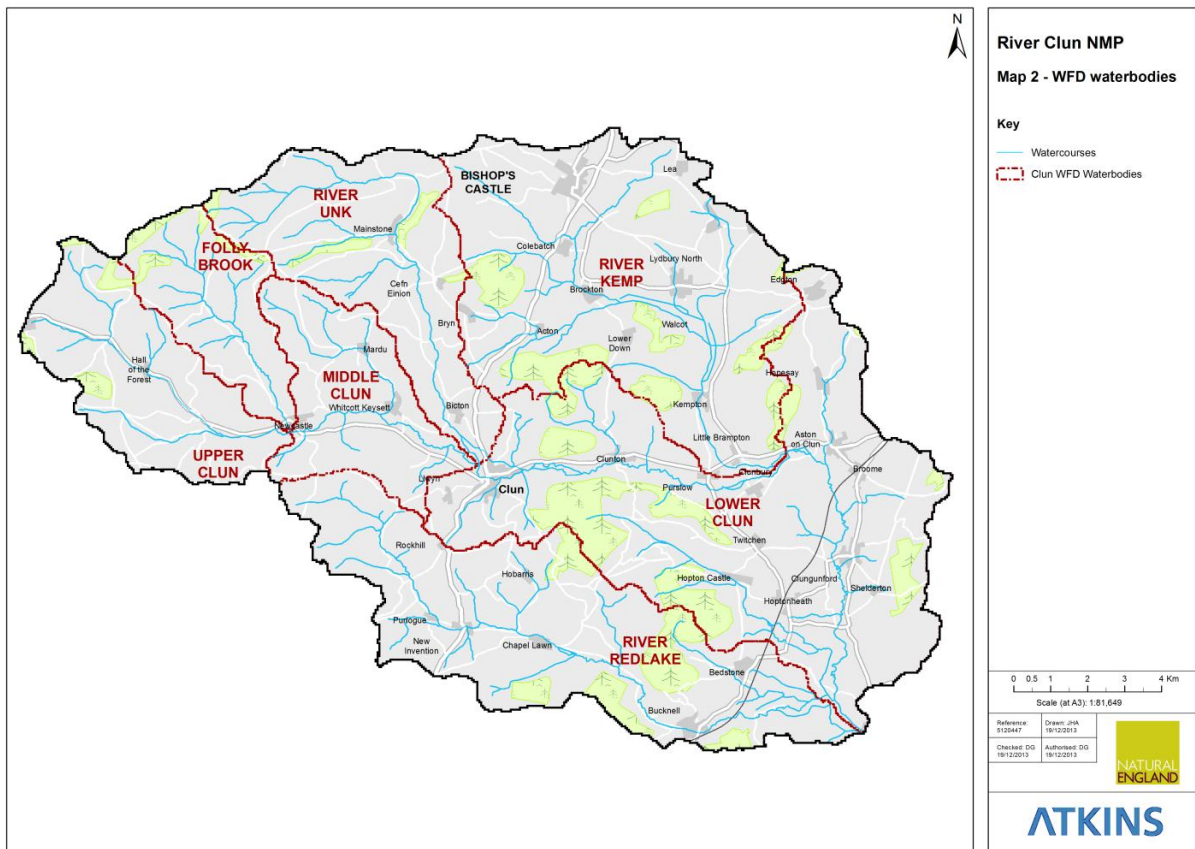 N
River Clun NMP
Map 2 - WFD waterbodies
Key
Watercourses
Clun WFD Waterbodies
BISHOP'S
CASTLE
Lea
RIVER
UNK
Mainstone
FOLLY
BROOK
Colebatch
RIVER
KEMP
Lydbury North
Edgton
Cefn
Einion
Brockton
Bryn
Acton
Walcot
Lower
Down
Hall
of the
Forest
Mardu
MIDDLE
CLUN
Hopesay
Whitcott Keysett
Bicton
Kempton
Newcastle
Little Brampton
Aston
on Clun
UPPER
CLUN
Clunton
Clunbury
Broome
Llwyn
Clun
Purslow
LOWER
CLUN
Twitchen
Rockhill
Hobarris
Hopton Castle
Clungunford
Shelderton
Hoptonheath
Purlogue
New
Invention
Chapel Lawn
RIVER
REDLAKE
Bedstone
Bucknell
0 0.5 1 2 3 4 Km
Scale (at A3): 1:81,649
Reference:
5120447
Drawn: JHA
19/12/2013
Checked: DG
19/12/2013
Authorised: DG
19/12/2013
NATURAL
ENGLAND
ATKINS